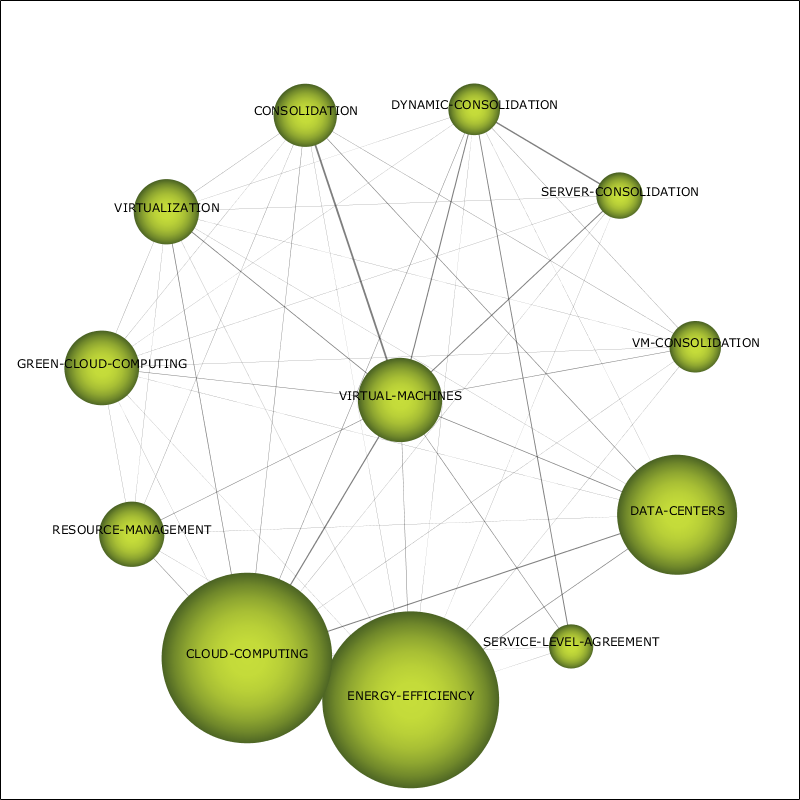 DYNAMIC-CONSOLIDATION
CONSOLIDATION
SERVER-CONSOLIDATION
VIRTUALIZATION
VM-CONSOLIDATION
GREEN-CLOUD-COMPUTING
VIRTUAL-MACHINES
DATA-CENTERS
RESOURCE-MANAGEMENT
SERVICE-LEVEL-AGREEMENT
CLOUD-COMPUTING
ENERGY-EFFICIENCY